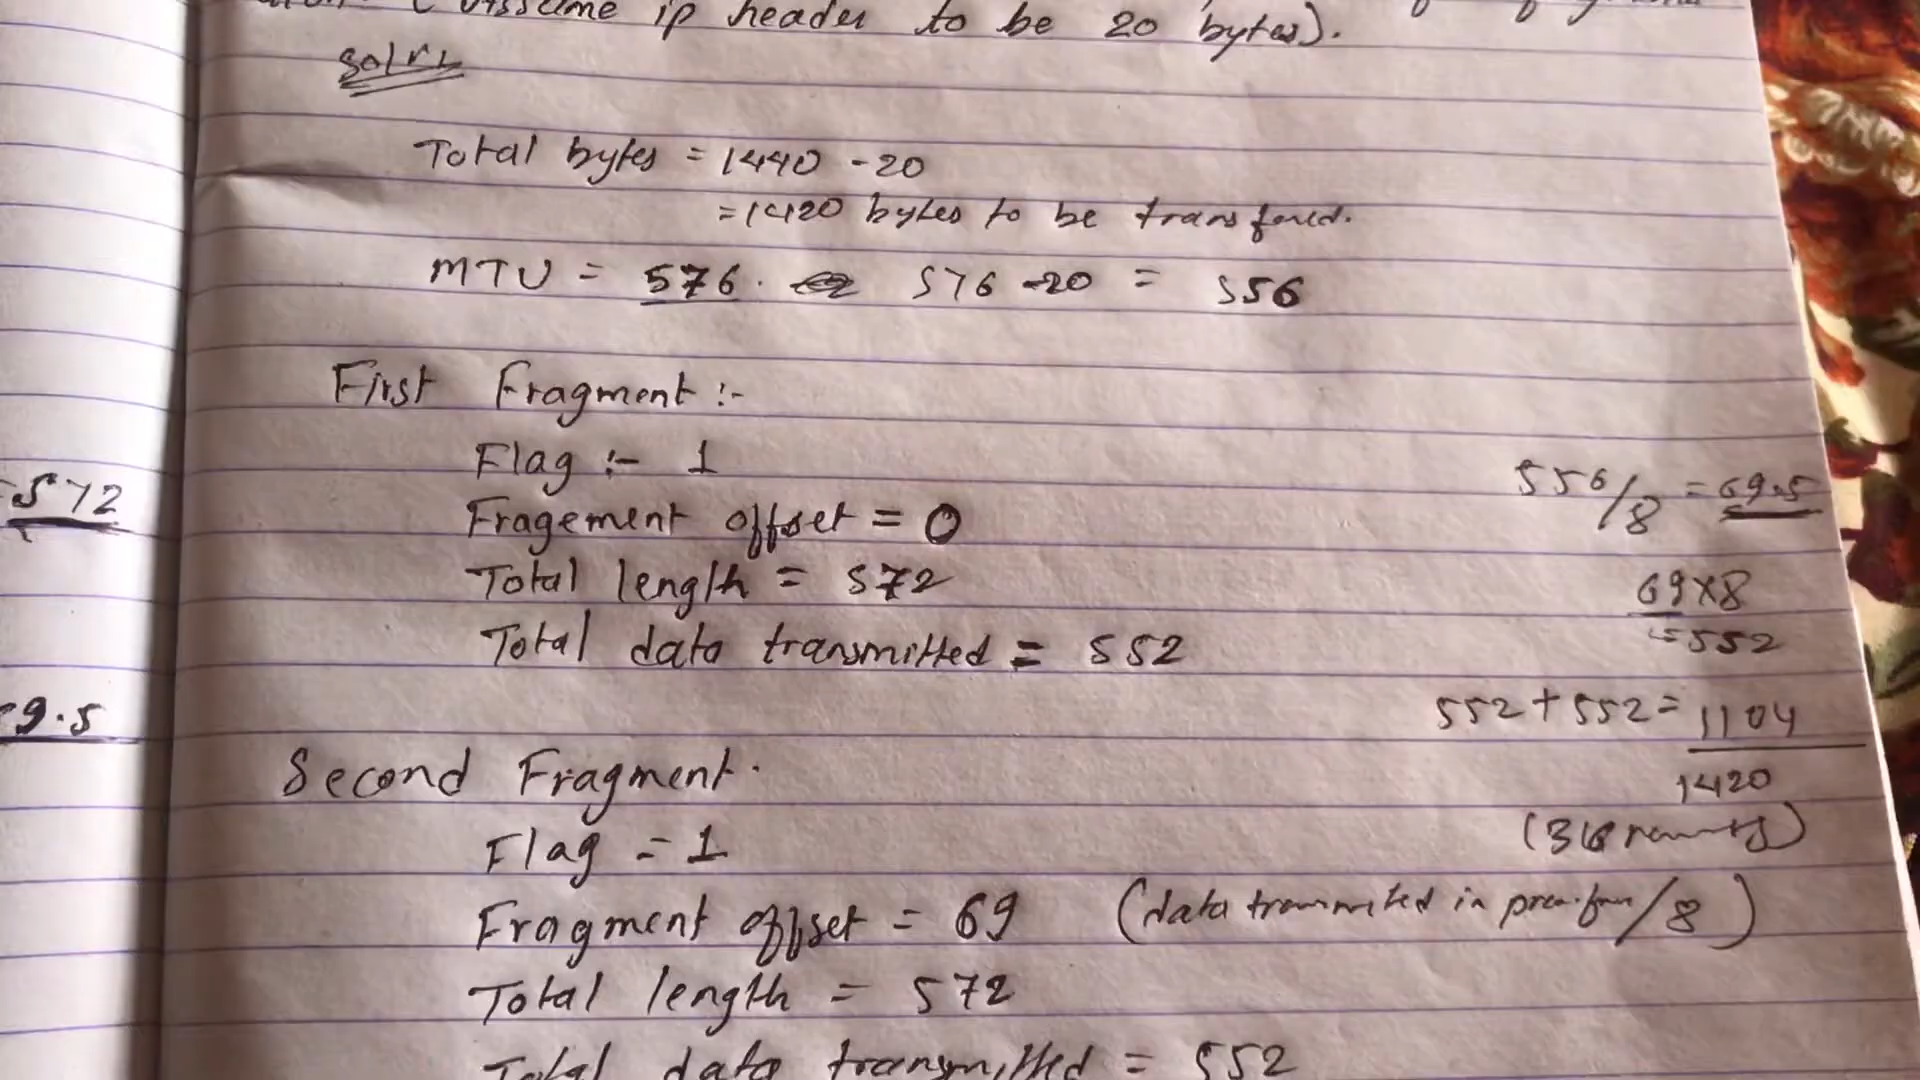 (Assume ip header to be 20 bytes).
Soln
Total bytes = 1440 - 20
= 1420 bytes to be transfered.
MTU = 576. 576 - 20 = 556
First Fragment :-
Flag :- 1
556/8 = 69.5
=572
Fragement offset = 0
Total length = 572
69x8
=552
Total data transmitted = 552
552 + 552 = 1104
9.5
Second Fragment.
1420
Flag = 1
Fragment offset = 69 (data transmitted in /8)
Total length = 572
Total data transmitted = 552